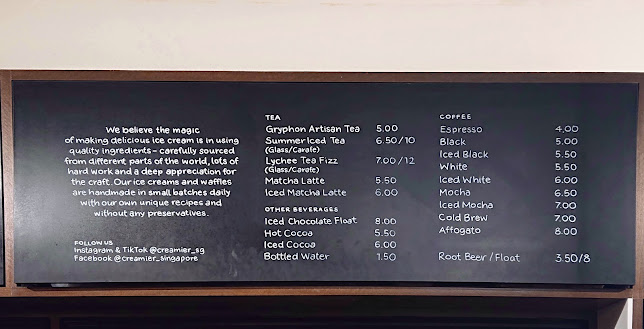 We believe the magic
of making delicious ice cream is in using
quality ingredients - carefully sourced
from different parts of the world, lots of
hard work and a deep appreciation for
the craft. Our ice creams and waffles
are handmade in small batches daily
with our own unique recipes and
without any preservatives.
FOLLOW US
Instagram & TikTok @creamier_sg
Facebook @creamier_singapore
TEA
Gryphon Artisan Tea 5.00
Summer Iced Tea 6.50/10
(Glass/Carafe)
Lychee Tea Fizz 7.00/12
(Glass/Carafe)
Matcha Latte 5.50
Iced Matcha Latte 6.00
OTHER BEVERAGES
Iced Chocolate Float 8.00
Hot Cocoa 5.50
Iced Cocoa 6.00
Bottled Water 1.50
COFFEE
Espresso 4.00
Black 5.00
Iced Black 5.50
White 5.50
Iced White 6.00
Mocha 6.50
Iced Mocha 7.00
Cold Brew 7.00
Affogato 8.00
Root Beer / Float 3.50/8